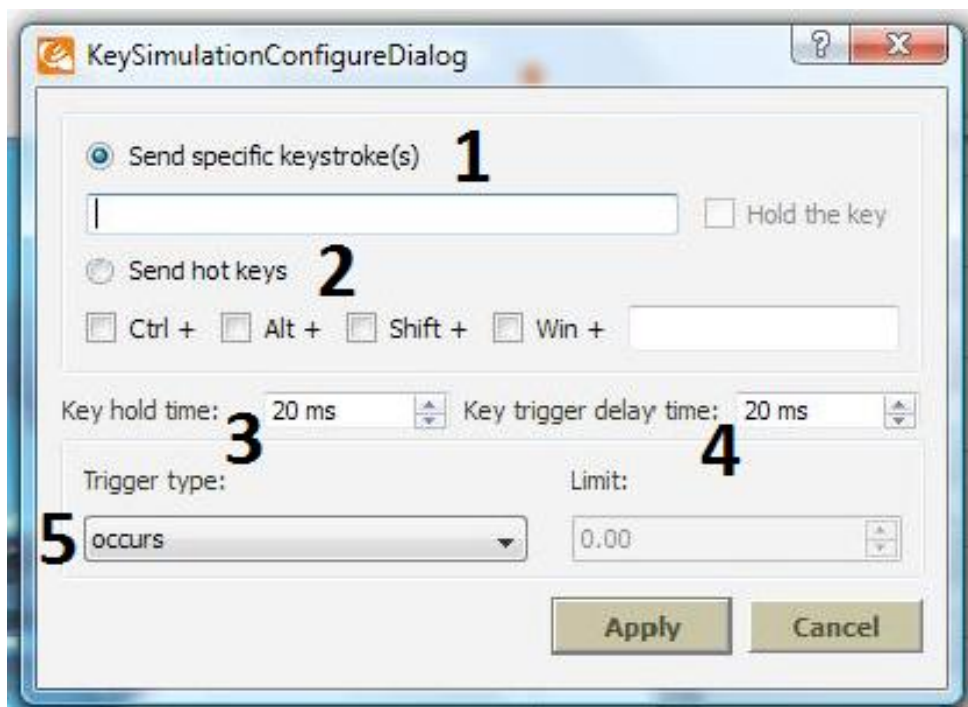 KeySimulationConfigureDialog ?
Send specific keystroke(s) 1
Hold the key
Send hot keys 2
Ctrl + Alt + Shift + Win +
Key hold time: 20 ms Key trigger delay time: 20 ms
3 4
Trigger type: Limit:
5 occurs 0.00
Apply Cancel